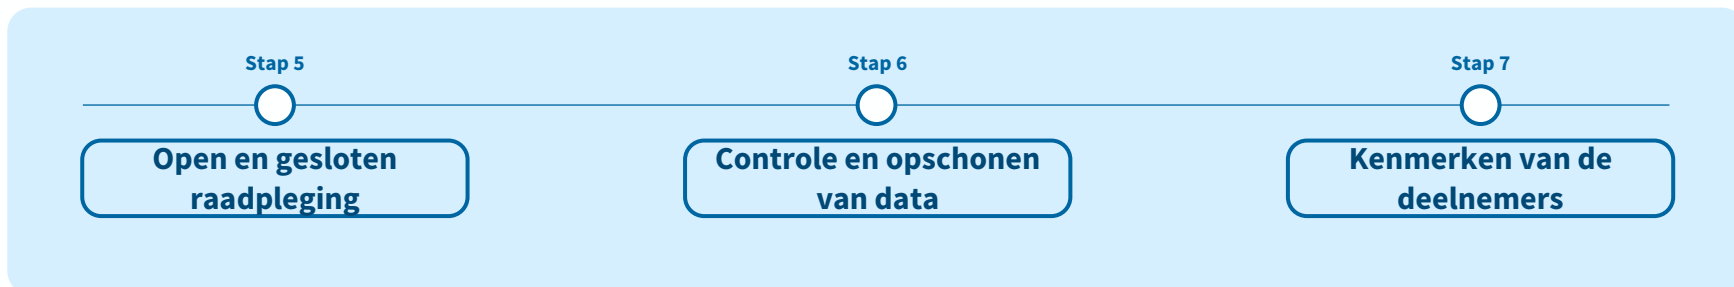 Stap 5
Open en gesloten
raadpleging
Stap 6
Controle en opschonen
van data
Stap 7
Kenmerken van de
deelnemers